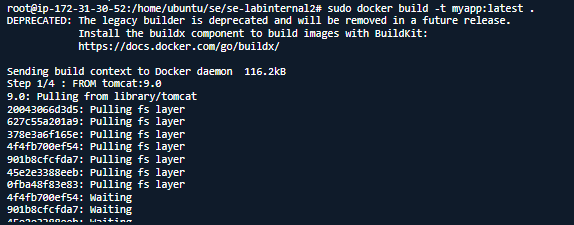 root@ip-172-31-30-52:/home/ubuntu/se/se-labinternal2# sudo docker build -t myapp:latest .
DEPRECATED: The legacy builder is deprecated and will be removed in a future release.
Install the buildx component to build images with BuildKit:
https://docs.docker.com/go/buildx/
Sending build context to Docker daemon  116.2kB
Step 1/4 : FROM tomcat:9.0
9.0: Pulling from library/tomcat
20043066d3d5: Pulling fs layer
627c55a201a9: Pulling fs layer
378e3a6f165e: Pulling fs layer
4f4fb700ef54: Pulling fs layer
901b8cfcfda7: Pulling fs layer
45e2e3388eeb: Pulling fs layer
0fba48f83e83: Pulling fs layer
4f4fb700ef54: Waiting
901b8cfcfda7: Waiting
45e2e3388eeb: Waiting